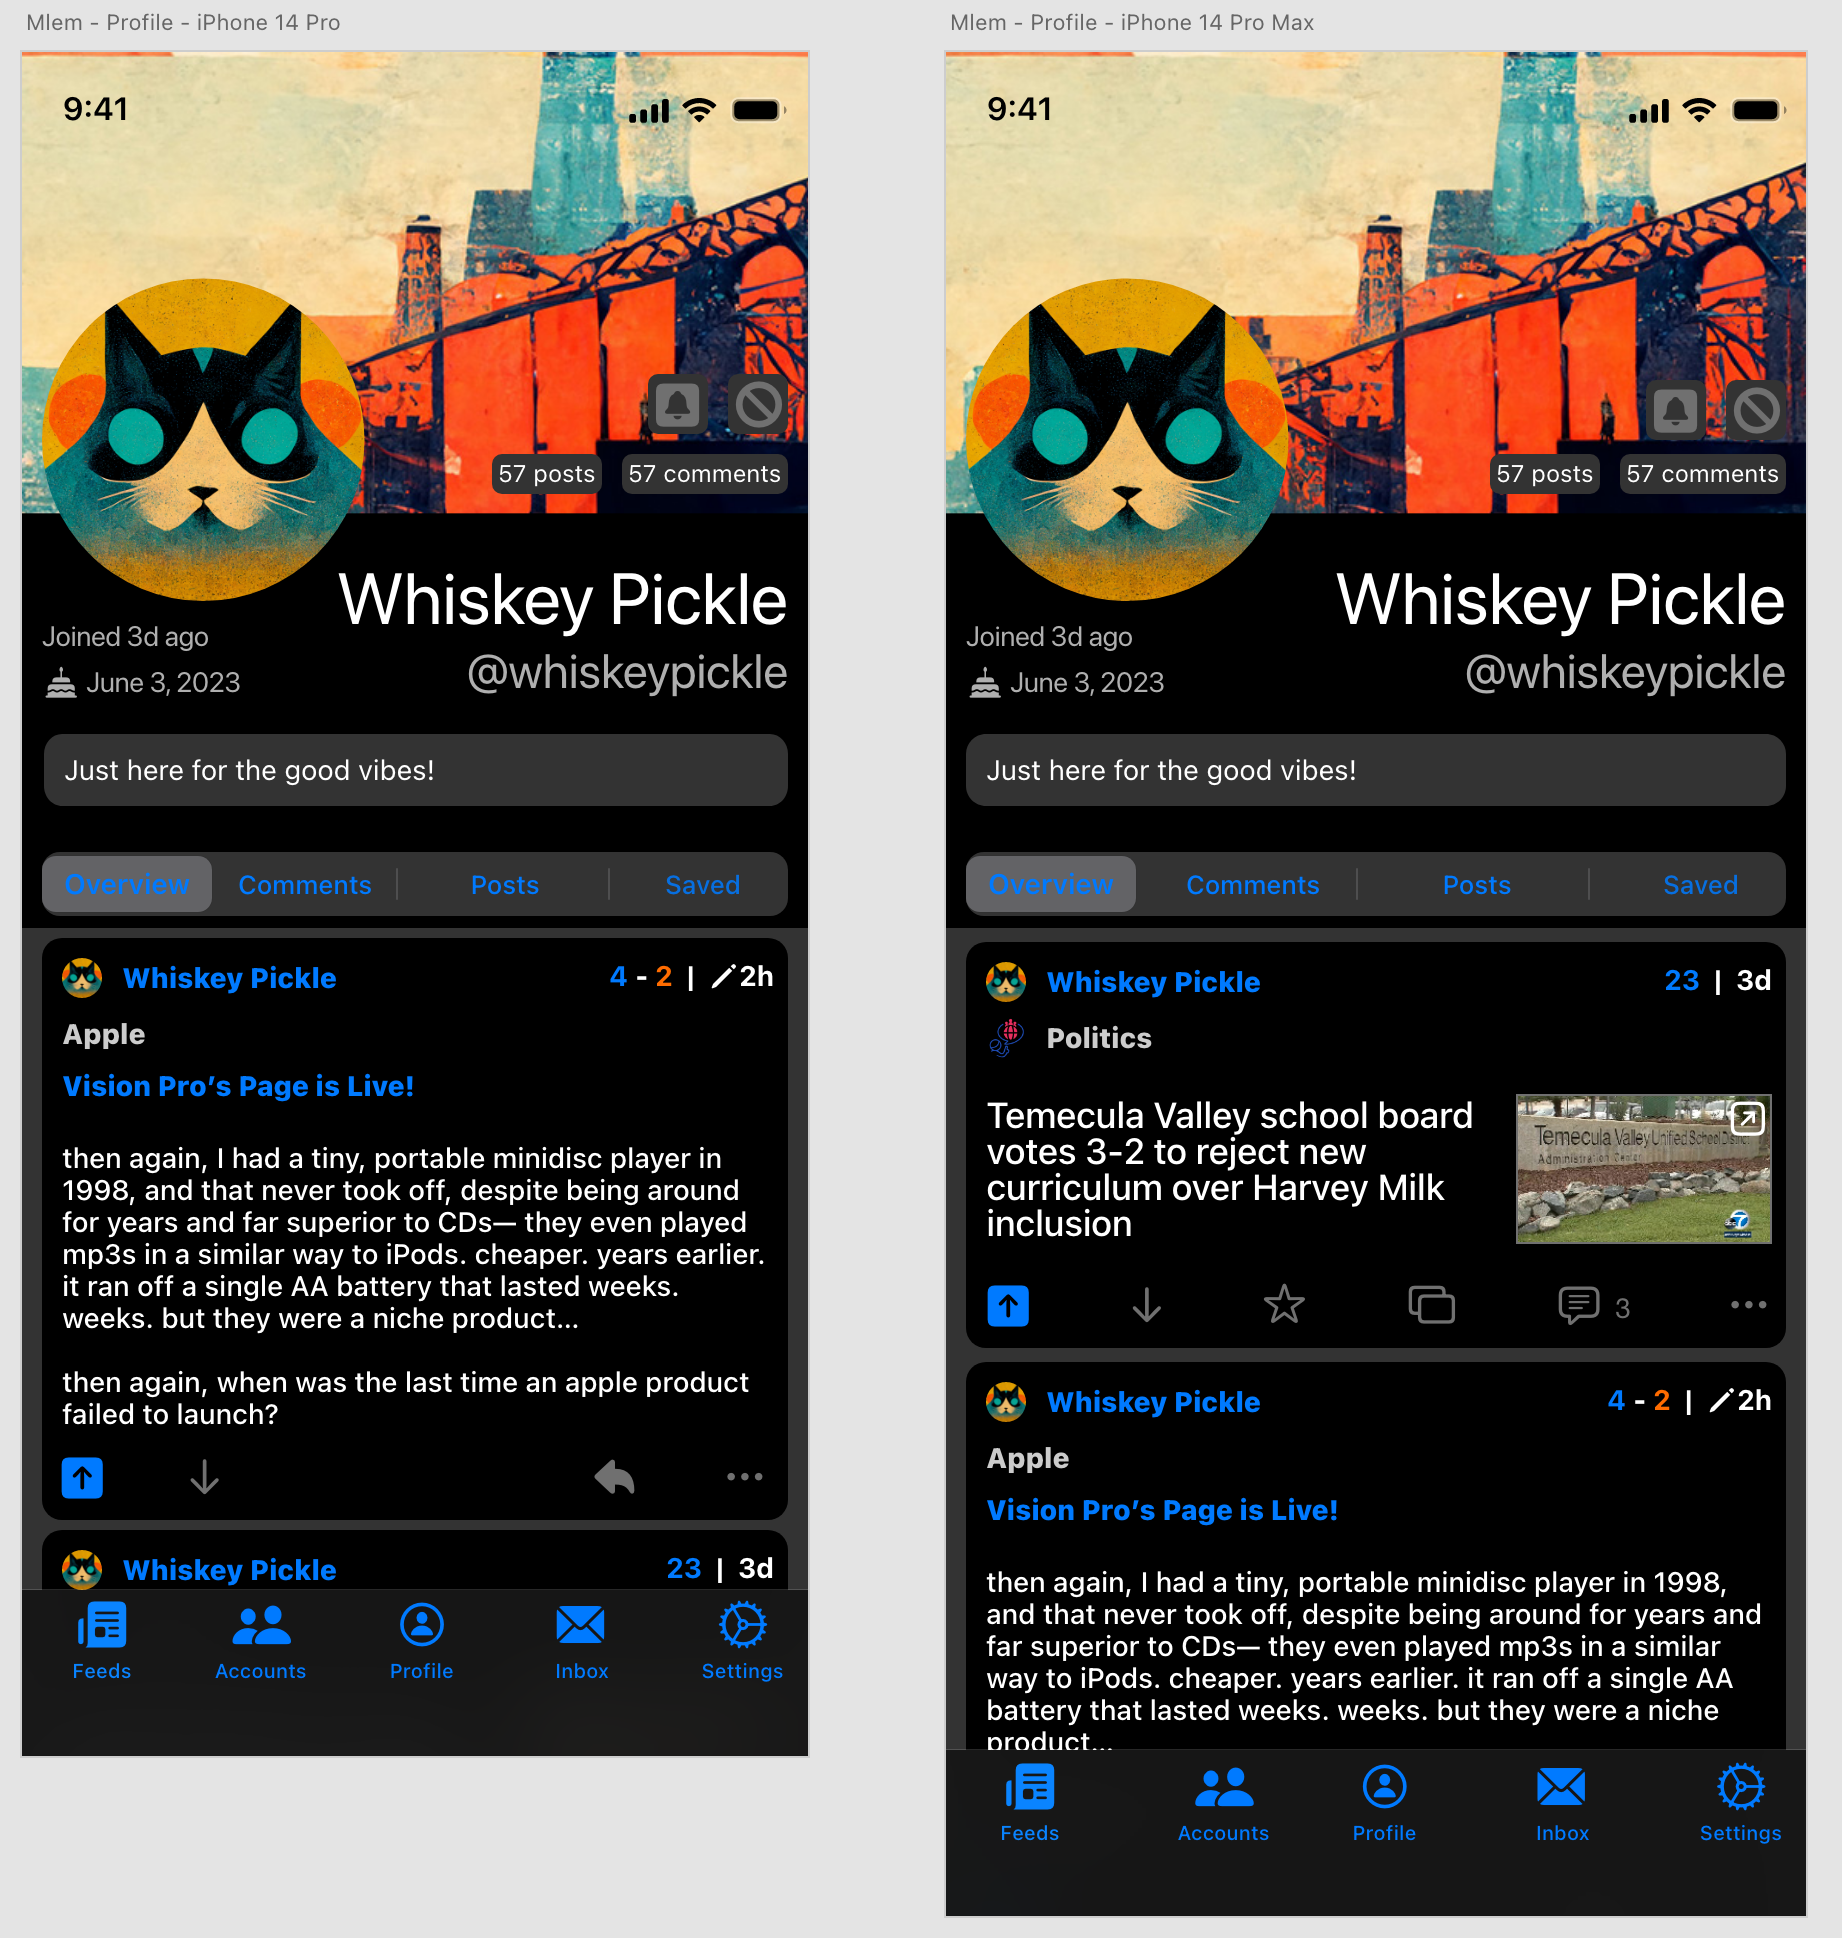 Mlem - Profile - iPhone 14 Pro
9:41
57 posts
57 comments
Whiskey Pickle
Joined 3d ago
@whiskeypickle
June 3, 2023
Just here for the good vibes!
Overview
Comments
Posts
Saved
Whiskey Pickle
4 - 2 | 2h
Apple
Vision Pro’s Page is Live!
then again, I had a tiny, portable minidisc player in
1998, and that never took off, despite being around
for years and far superior to CDs— they even played
mp3s in a similar way to iPods. cheaper. years earlier.
it ran off a single AA battery that lasted weeks.
weeks. but they were a niche product...
then again, when was the last time an apple product
failed to launch?
Whiskey Pickle
23 | 3d
Feeds
Accounts
Profile
Inbox
Settings
Mlem - Profile - iPhone 14 Pro Max
9:41
57 posts
57 comments
Whiskey Pickle
Joined 3d ago
@whiskeypickle
June 3, 2023
Just here for the good vibes!
Overview
Comments
Posts
Saved
Whiskey Pickle
23 | 3d
Politics
Temecula Valley school board
votes 3-2 to reject new
curriculum over Harvey Milk
inclusion
Temecula Valley Unified School District
Administration Center
abc 7
3
Whiskey Pickle
4 - 2 | 2h
Apple
Vision Pro’s Page is Live!
then again, I had a tiny, portable minidisc player in 1998,
and that never took off, despite being around for years and
far superior to CDs— they even played mp3s in a similar
way to iPods. cheaper. years earlier. it ran off a single AA
battery that lasted weeks. weeks. but they were a niche
product...
Feeds
Accounts
Profile
Inbox
Settings